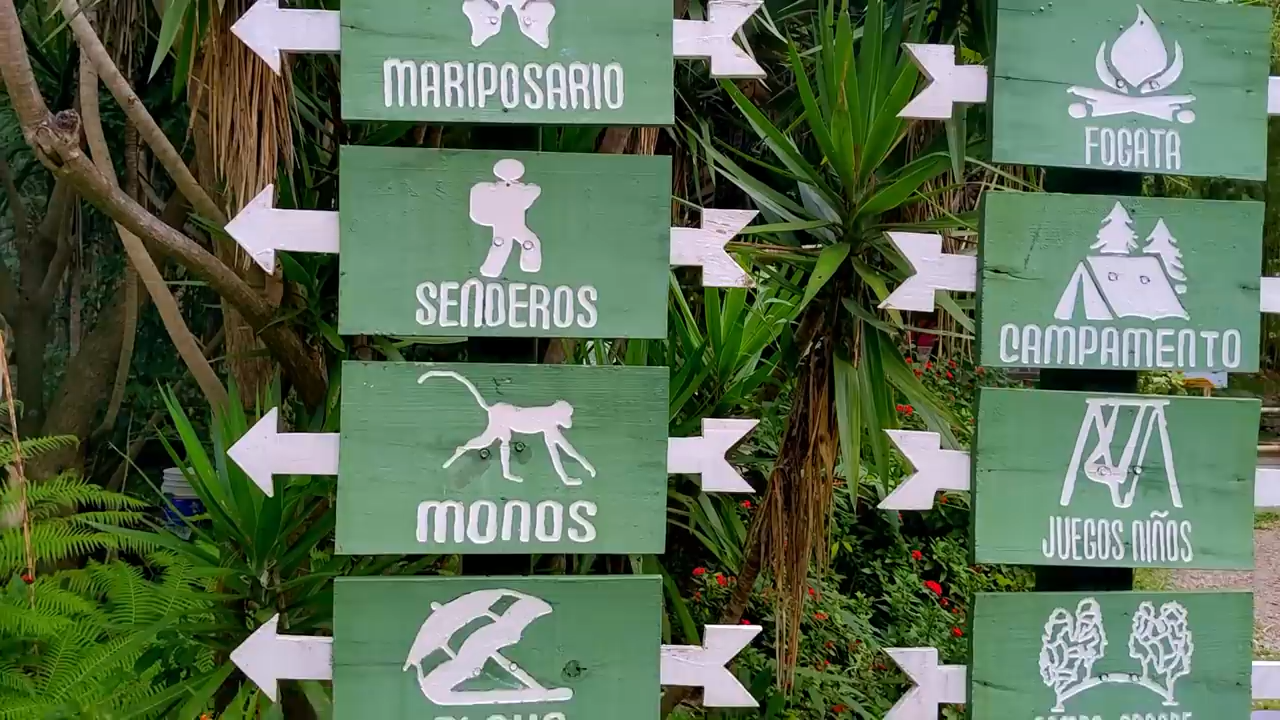 MARIPOSARIO
SENDEROS
MONOS
FOGATA
CAMPAMENTO
JUEGOS NIÑOS